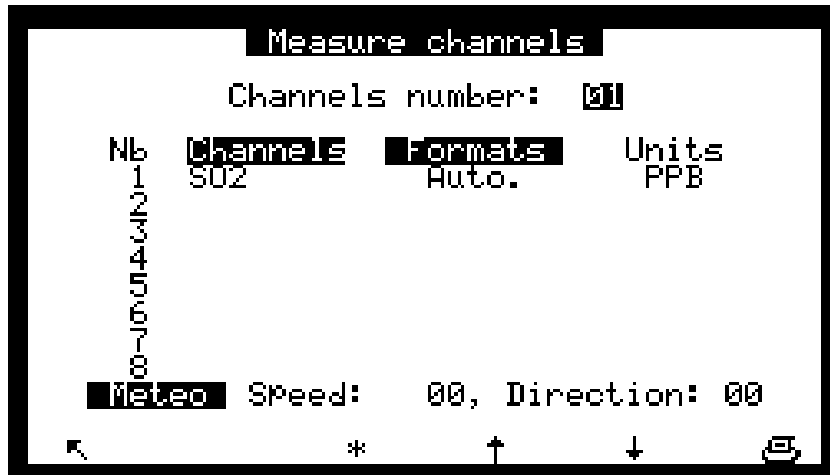 Measure channels
Channels number: 01
Nb Channels Formats Units
1 SO2 Auto. PPB
2
3
4
5
6
7
8
Meteo Speed: 00, Direction: 00
↖ * ↑ ↓